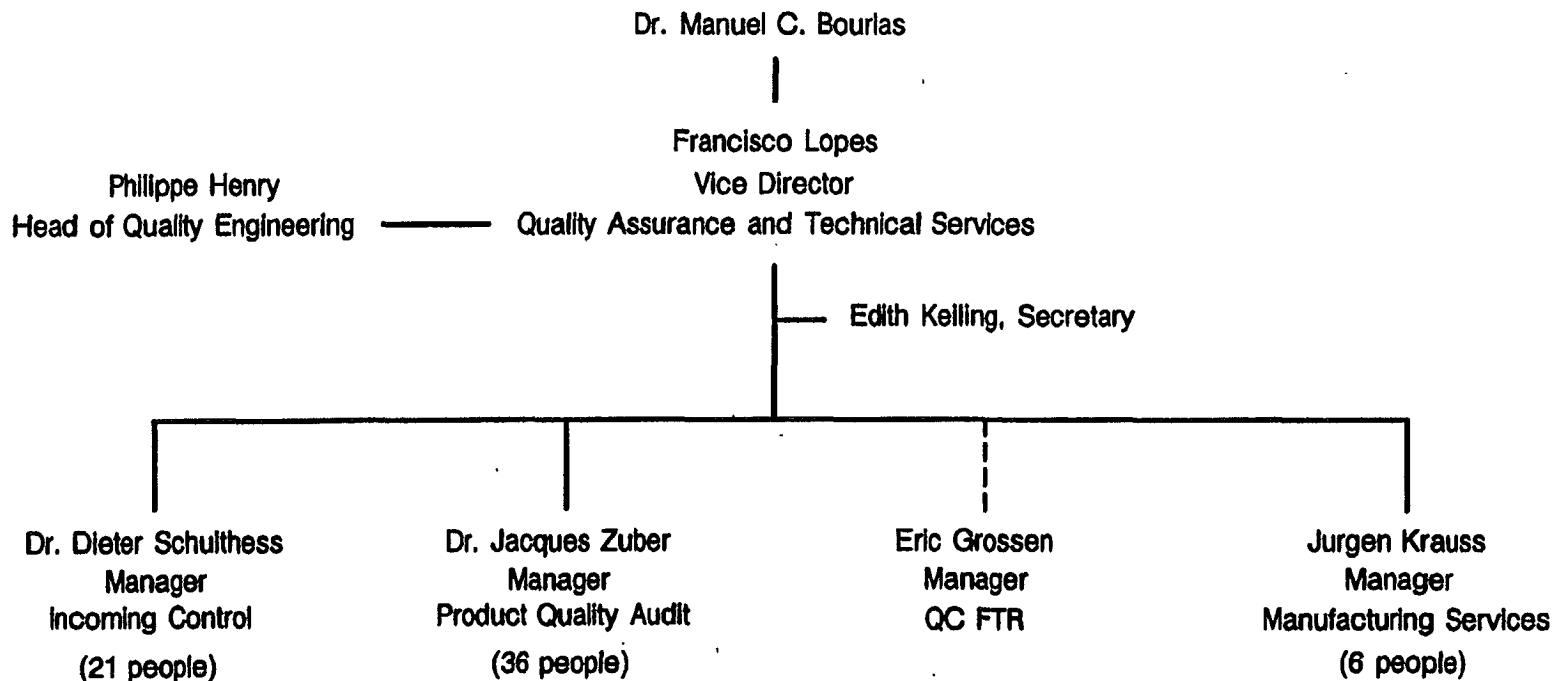 Dr. Manuel C. Bourlas
Francisco Lopes
Vice Director
Quality Assurance and Technical Services
Philippe Henry
Head of Quality Engineering
Edith Kelling, Secretary
Dr. Dieter Schulthess
Manager
Incoming Control
(21 people)
Dr. Jacques Zuber
Manager
Product Quality Audit
(36 people)
Eric Grossen
Manager
QC FTR
Jurgen Krauss
Manager
Manufacturing Services
(6 people)